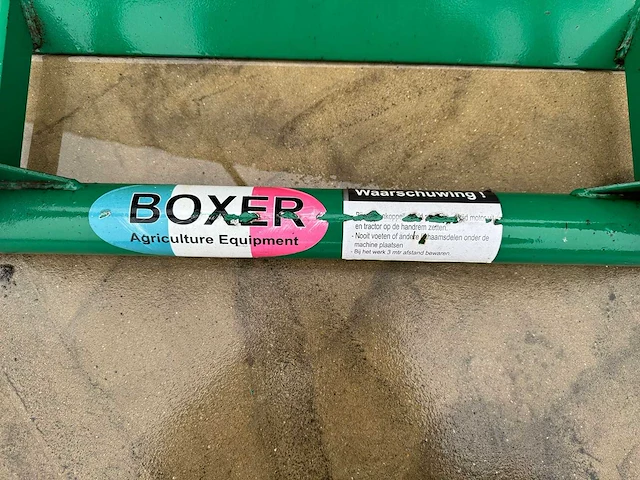 BOXER
Agriculture Equipment
Waarschuwing !
en tractor op de handrem zetten.
- Nooit voeten of andere lichaamsdelen onder de
machine plaatsen
- Bij het werk 3 mtr afstand bewaren